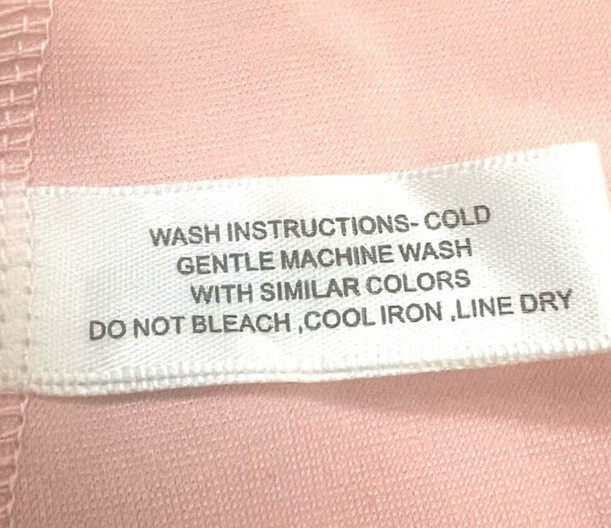 WASH INSTRUCTIONS- COLD
GENTLE MACHINE WASH
WITH SIMILAR COLORS
DO NOT BLEACH ,COOL IRON ,LINE DRY